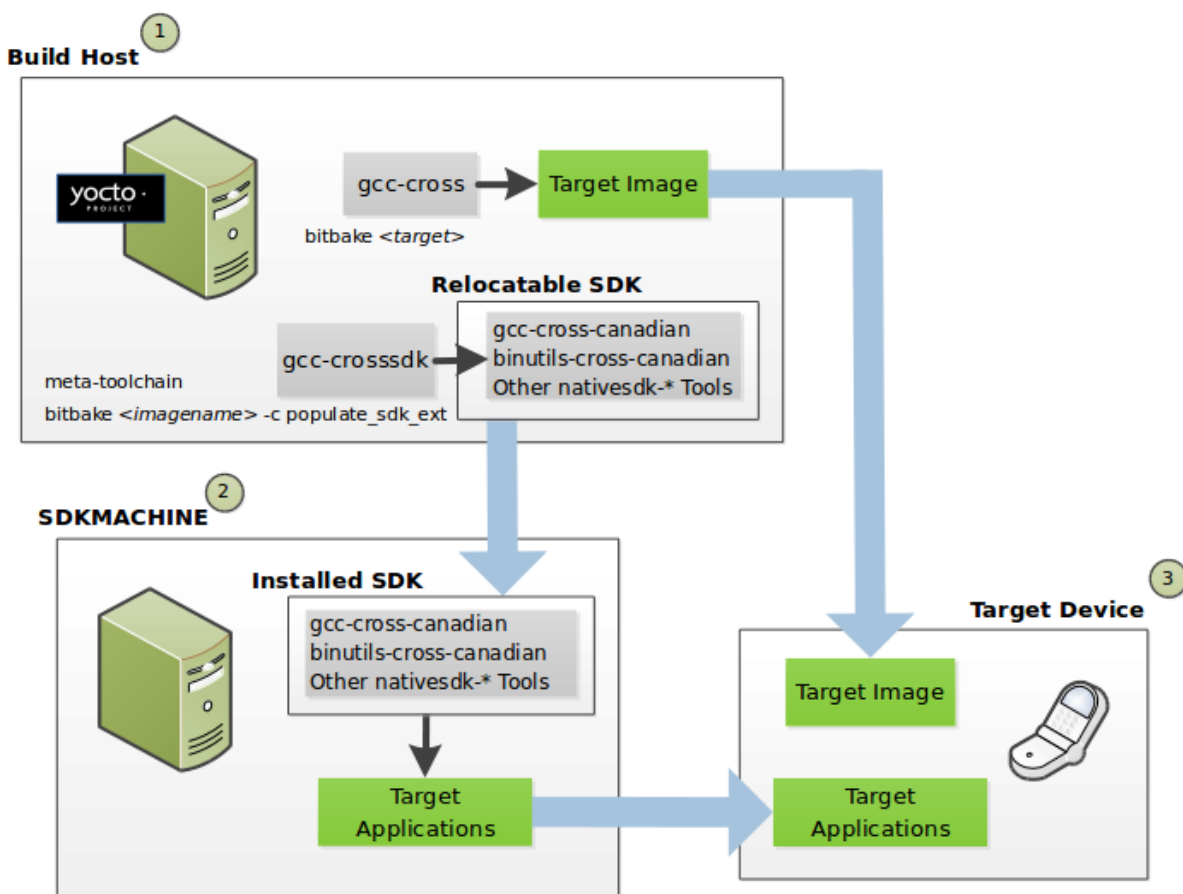 1
Build Host
yocto ·
PROJECT
gcc-cross
Target Image
bitbake <target>
Relocatable SDK
gcc-crosssdk
gcc-cross-canadian
binutils-cross-canadian
Other nativesdk-* Tools
meta-toolchain
bitbake <imagename> -c populate_sdk_ext
2
SDKMACHINE
Installed SDK
gcc-cross-canadian
binutils-cross-canadian
Other nativesdk-* Tools
Target
Applications
3
Target Device
Target Image
Target
Applications